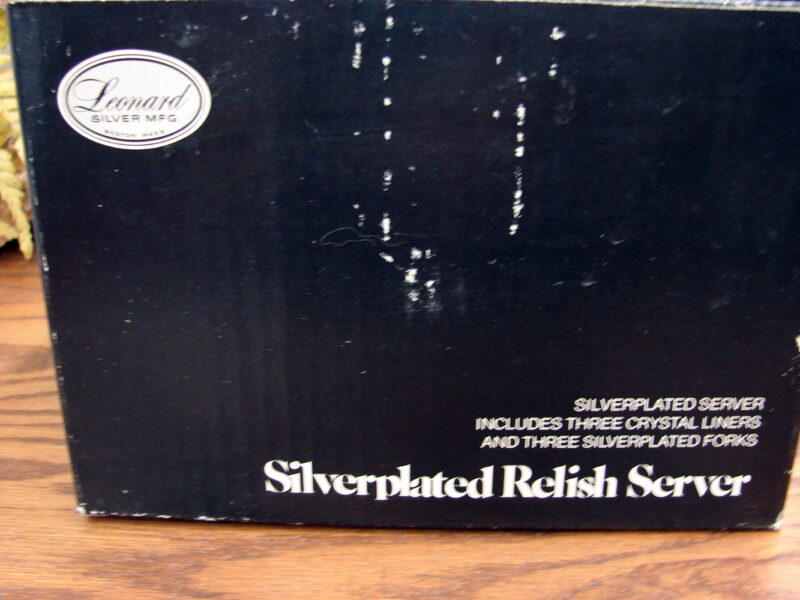 Leonard
SILVER MFG
BOSTON, MASS
SILVERPLATED SERVER
INCLUDES THREE CRYSTAL LINERS
AND THREE SILVERPLATED FORKS
Silverplated Relish Server